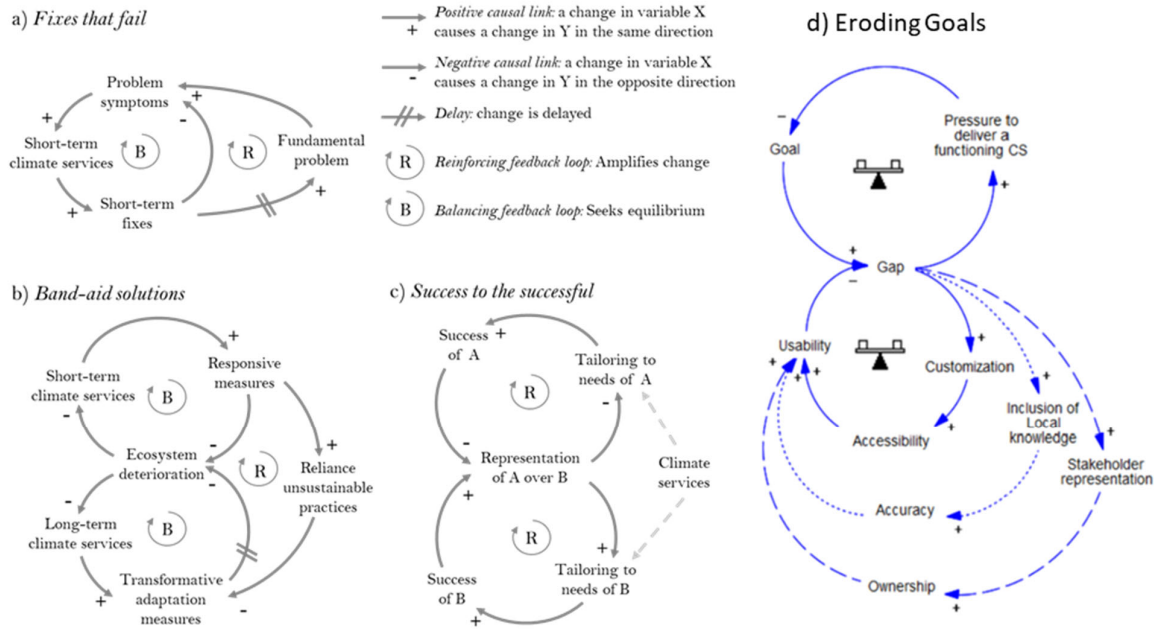 a) Fixes that fail
Problem
symptoms
+
+
-
Short-term
climate services
B
R
Fundamental
problem
+
+
Short-term
fixes
Positive causal link: a change in variable X
+ causes a change in Y in the same direction
Negative causal link: a change in variable X
- causes a change in Y in the opposite direction
Delay: change is delayed
R
Reinforcing feedback loop: Amplifies change
B
Balancing feedback loop: Seeks equilibrium
b) Band-aid solutions
+
Responsive
measures
Short-term
climate services
B
-
-
+
Ecosystem
deterioration
R
-
Reliance
unsustainable
practices
-
Long-term
climate services
B
Transformative
adaptation
measures
+
-
c) Success to the successful
Success
of A
+
Tailoring to
needs of A
R
-
-
Representation
of A over B
+
Climate
services
R
+
Tailoring to
needs of B
Success
of B
+
d) Eroding Goals
Pressure to
deliver a
functioning CS
−
Goal
+
+
Gap
−
Usability
+
+
+
+
Customization
+
Inclusion of
Local
knowledge
+
Accessibility
+
Stakeholder
representation
Accuracy
+
Ownership
+